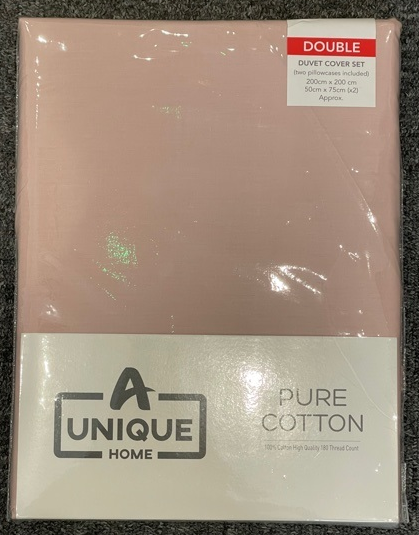 DOUBLE
DUVET COVER SET
(two pillowcases included)
200cm x 200 cm
50cm x 75cm (x2)
Approx.
A
UNIQUE
HOME
PURE
COTTON
100% Cotton High Quality 180 Thread Count